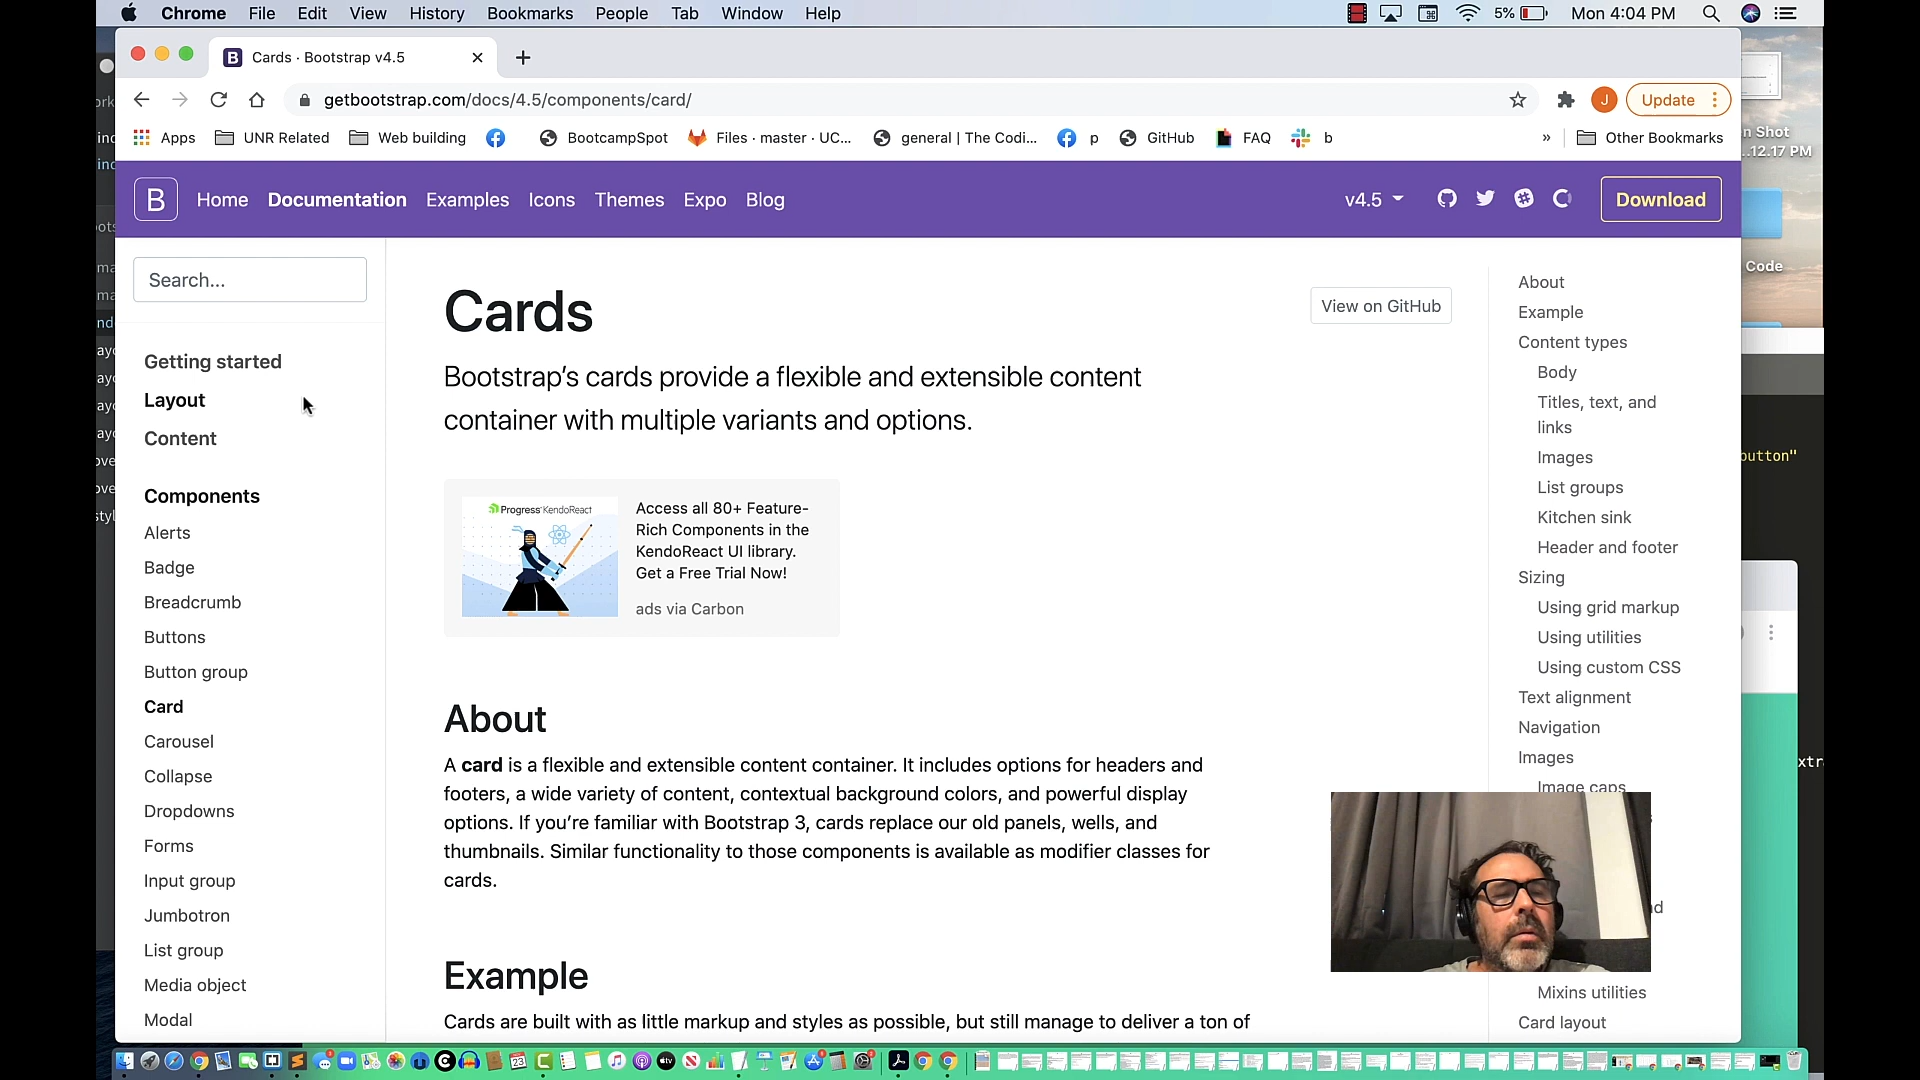 Chrome File Edit View History Bookmarks People Tab Window Help
5% Mon 4:04 PM
Cards · Bootstrap v4.5
getbootstrap.com/docs/4.5/components/card/
J Update
Apps UNR Related Web building BootcampSpot Files · master · UC... general | The Codi... p GitHub FAQ b » Other Bookmarks
B Home Documentation Examples Icons Themes Expo Blog
v4.5 Download
Search...
Getting started
Layout
Content
Components
Alerts
Badge
Breadcrumb
Buttons
Button group
Card
Carousel
Collapse
Dropdowns
Forms
Input group
Jumbotron
List group
Media object
Modal
Cards
View on GitHub
Bootstrap’s cards provide a flexible and extensible content
container with multiple variants and options.
Progress KendoReact
Access all 80+ Feature-
Rich Components in the
KendoReact UI library.
Get a Free Trial Now!
ads via Carbon
About
A card is a flexible and extensible content container. It includes options for headers and
footers, a wide variety of content, contextual background colors, and powerful display
options. If you’re familiar with Bootstrap 3, cards replace our old panels, wells, and
thumbnails. Similar functionality to those components is available as modifier classes for
cards.
Example
Cards are built with as little markup and styles as possible, but still manage to deliver a ton of
About
Example
Content types
Body
Titles, text, and
links
Images
List groups
Kitchen sink
Header and footer
Sizing
Using grid markup
Using utilities
Using custom CSS
Text alignment
Navigation
Images
Image caps
Mixins utilities
Card layout
n Shot
..12.17 PM
Code
button"
xtr